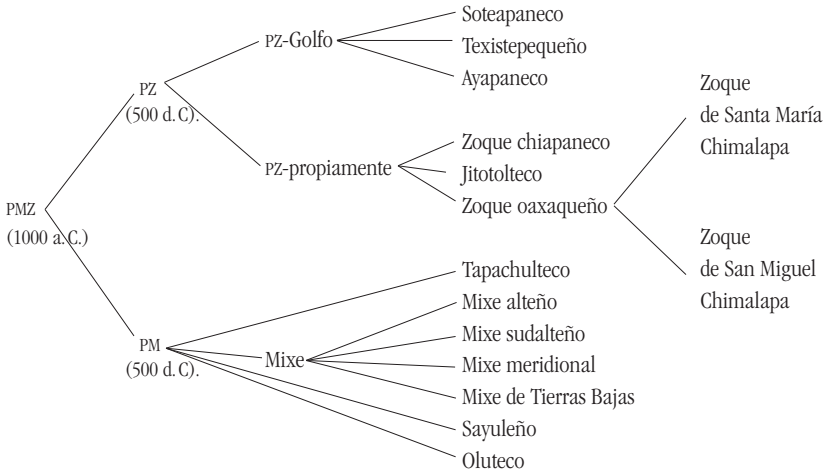 Soteapaneco
PZ-Golfo
Texistepequeño
Ayapaneco
PZ
(500 d. C).
Zoque
de Santa María
Chimalapa
Zoque chiapaneco
PZ-propiamente
Jitotolteco
Zoque oaxaqueño
PMZ
(1000 a. C.)
Zoque
de San Miguel
Chimalapa
Tapachulteco
Mixe alteño
Mixe sudalteño
PM
(500 d. C).
Mixe
Mixe meridional
Mixe de Tierras Bajas
Sayuleño
Oluteco